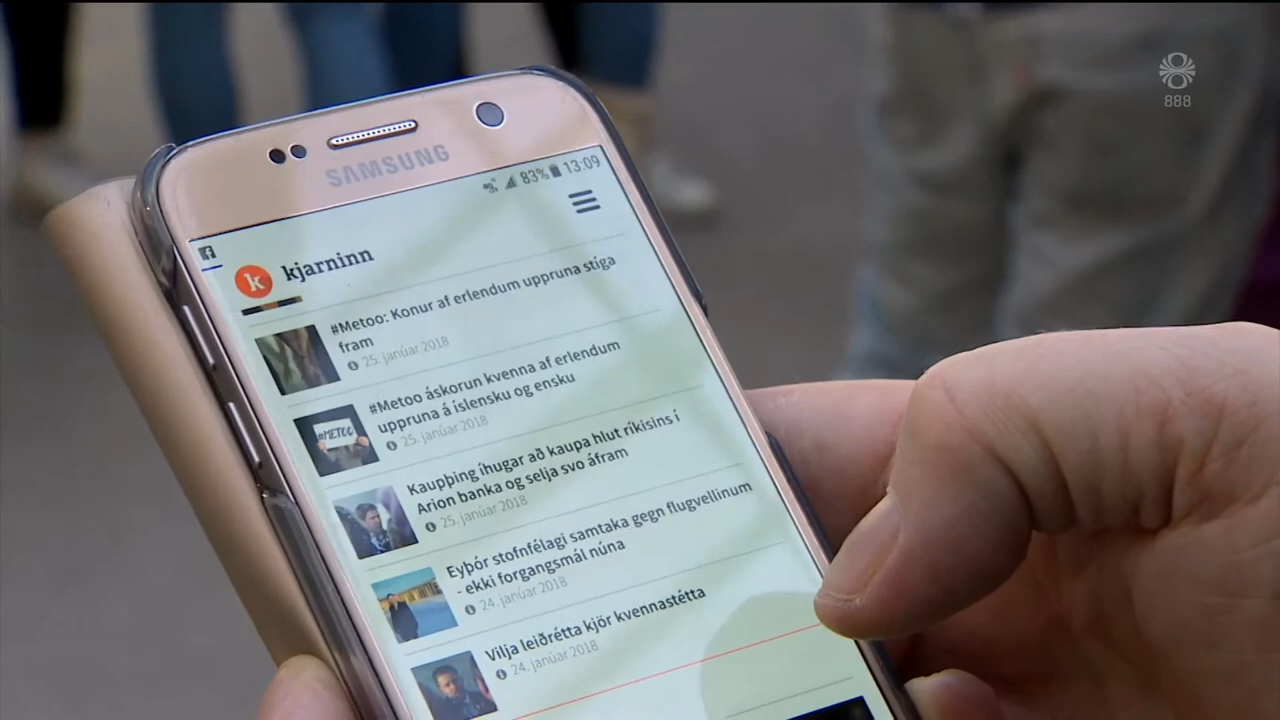 888
SAMSUNG
83% 13:09
k kjarninn
#Metoo: Konur af erlendum uppruna stíga
fram
25. janúar 2018
#Metoo áskorun kvenna af erlendum
uppruna á íslensku og ensku
#METOO
25. janúar 2018
Kaupþing íhugar að kaupa hlut ríkisins í
Arion banka og selja svo áfram
25. janúar 2018
Eyþór stofnfélagi samtaka gegn flugvellinum
- ekki forgangsmál núna
24. janúar 2018
Vilja leiðrétta kjör kvennastétta
24. janúar 2018